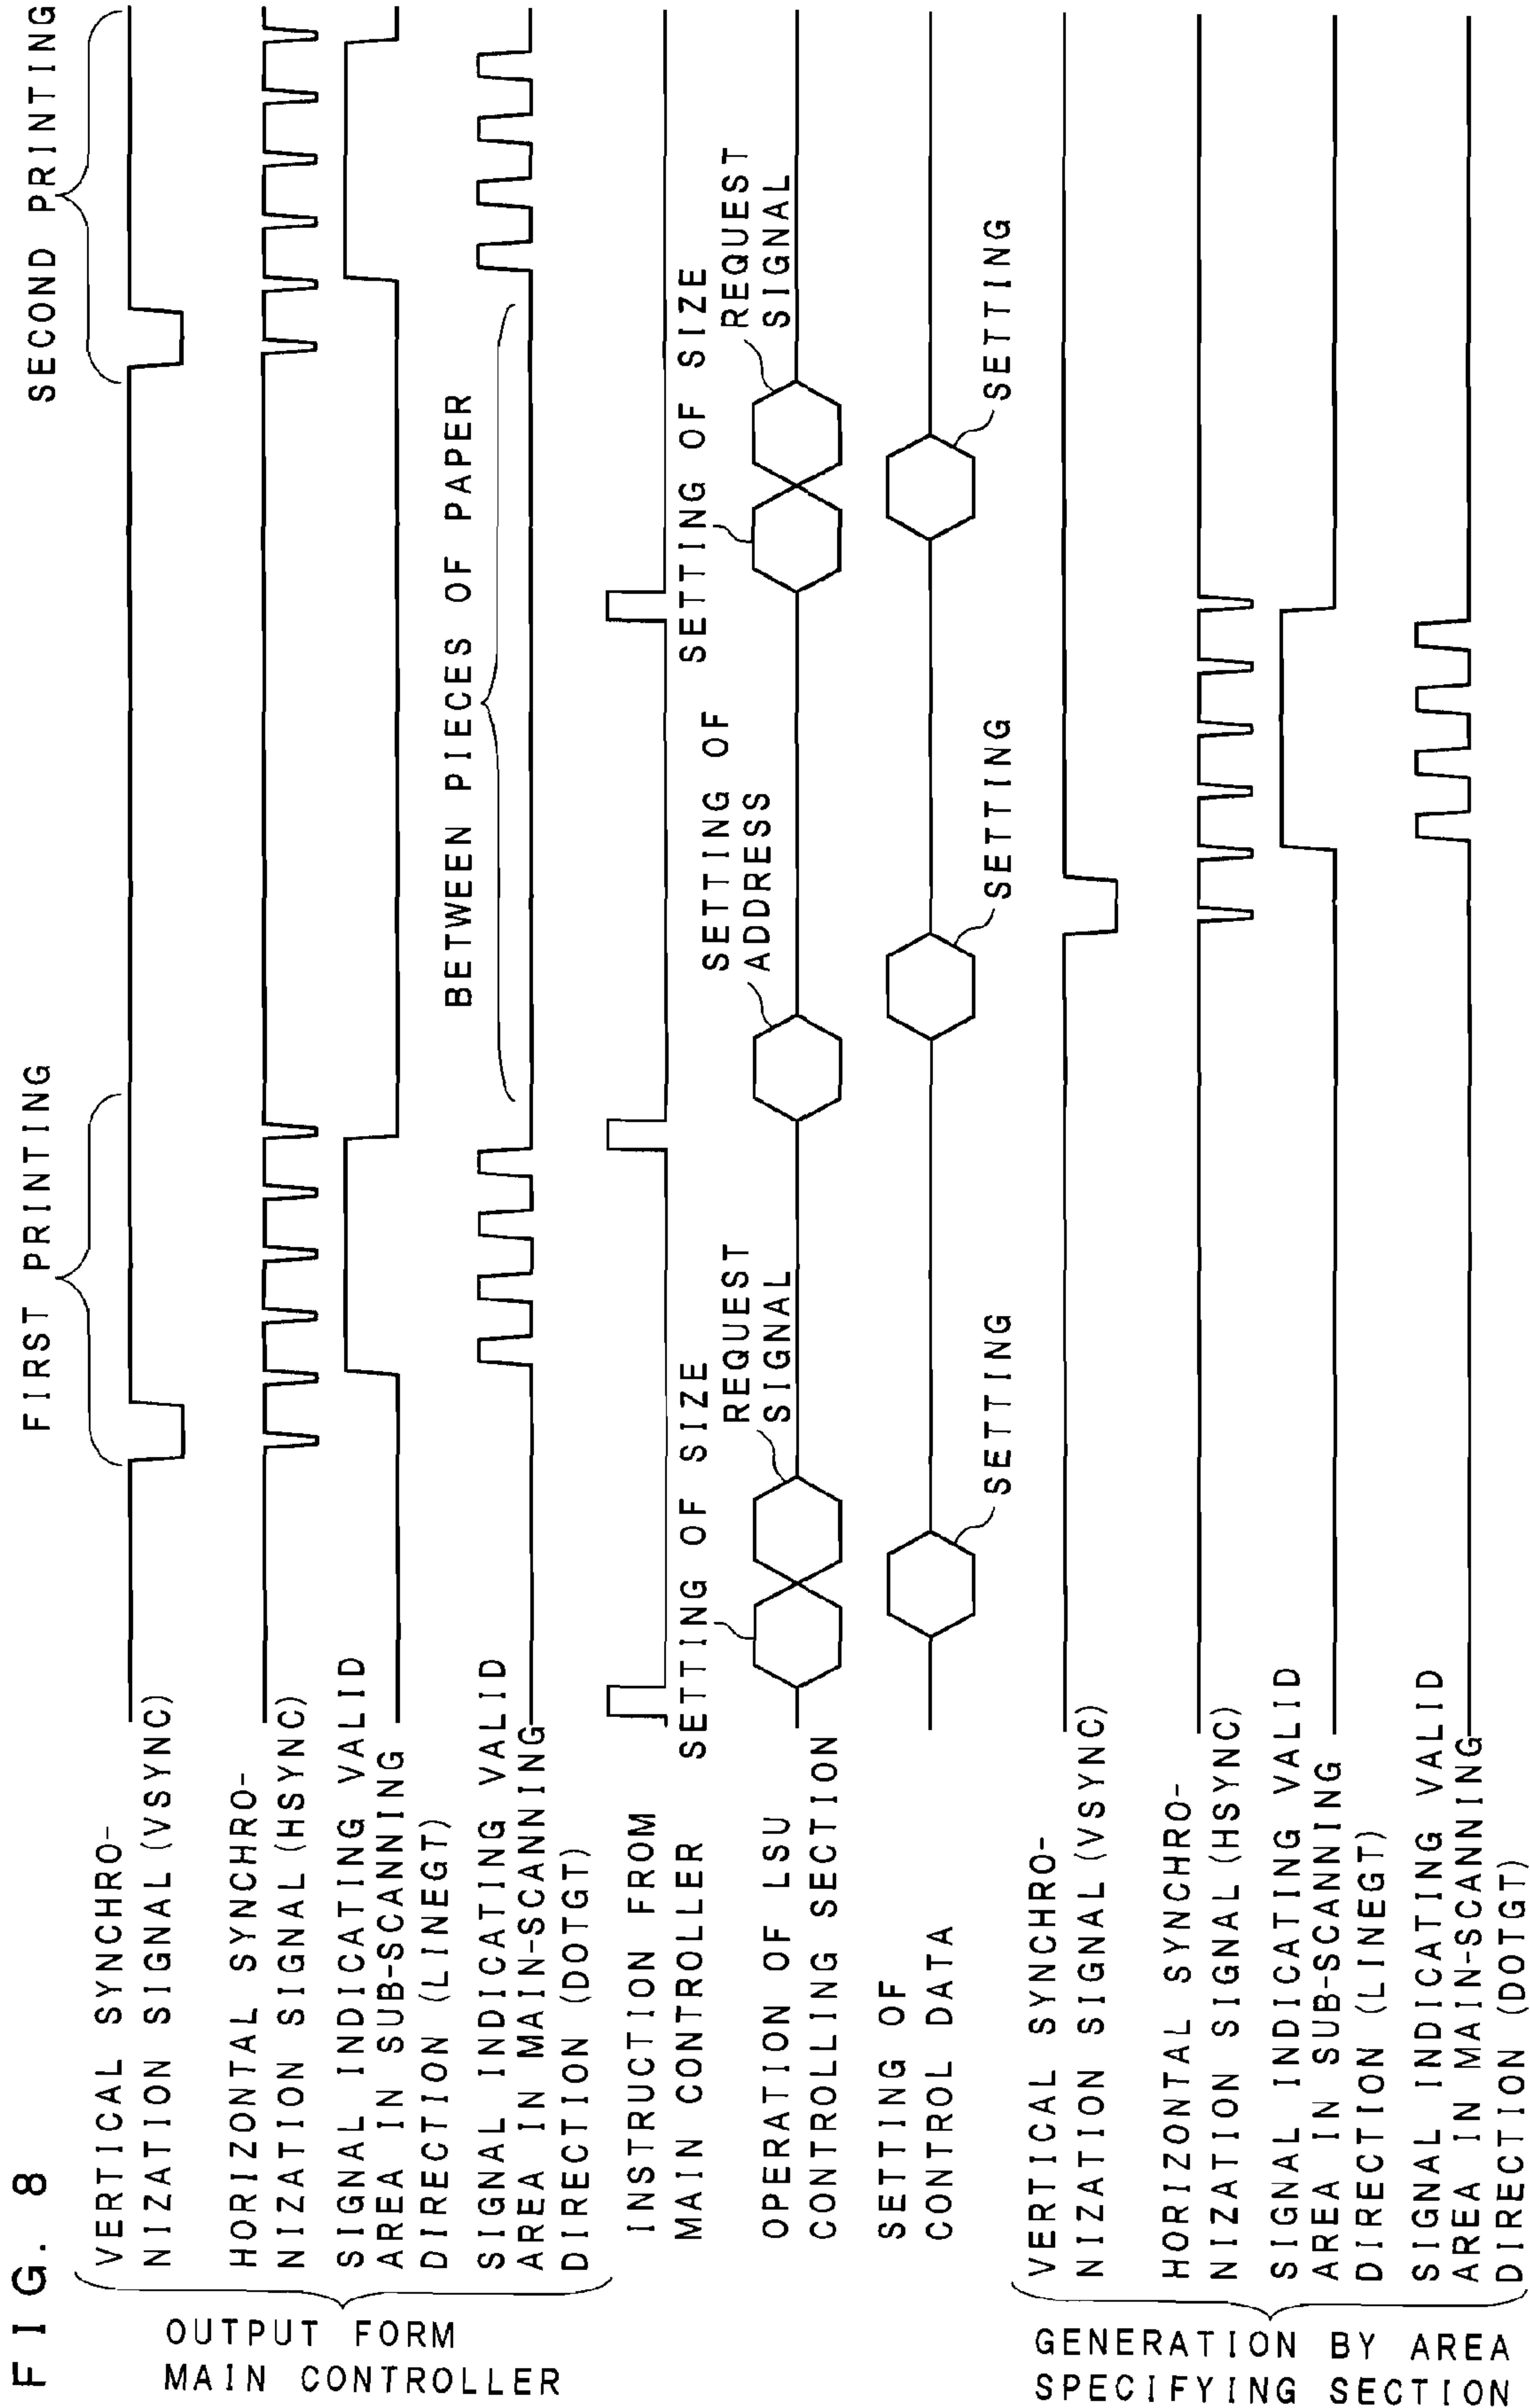 FIG. 8
FIRST PRINTING
SECOND PRINTING
OUTPUT FORM
MAIN CONTROLLER
VERTICAL SYNCHRO-
NIZATION SIGNAL (VSYNC)
HORIZONTAL SYNCHRO-
NIZATION SIGNAL (HSYNC)
SIGNAL INDICATING VALID
AREA IN SUB-SCANNING
DIRECTION (LINEGT)
BETWEEN PIECES OF PAPER
SIGNAL INDICATING VALID
AREA IN MAIN-SCANNING
DIRECTION (DOTGT)
INSTRUCTION FROM
MAIN CONTROLLER
SETTING OF SIZE
REQUEST
SIGNAL
SETTING OF
ADDRESS
SETTING OF SIZE
REQUEST
SIGNAL
OPERATION OF LSU
CONTROLLING SECTION
SETTING OF
CONTROL DATA
SETTING
SETTING
SETTING
GENERATION BY AREA
SPECIFYING SECTION
VERTICAL SYNCHRO-
NIZATION SIGNAL (VSYNC)
HORIZONTAL SYNCHRO-
NIZATION SIGNAL (HSYNC)
SIGNAL INDICATING VALID
AREA IN SUB-SCANNING
DIRECTION (LINEGT)
SIGNAL INDICATING VALID
AREA IN MAIN-SCANNING
DIRECTION (DOTGT)